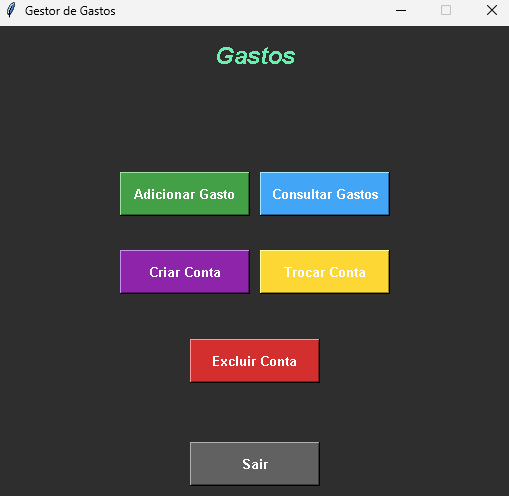 Gestor de Gastos
Gastos
Adicionar Gasto Consultar Gastos
Criar Conta Trocar Conta
Excluir Conta
Sair